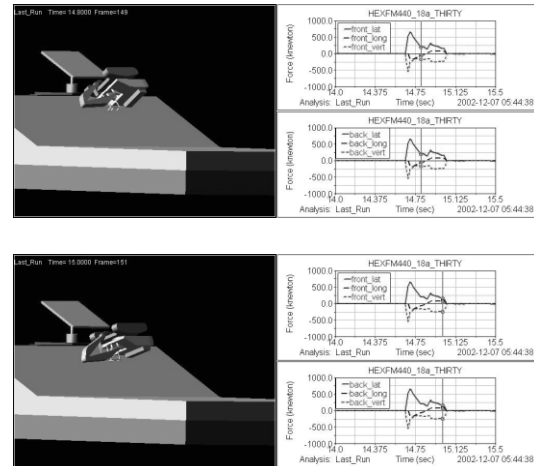 Last_Run Time= 14.8000 Frame=149
HEXFM440_18a_THIRTY
1000.0
500.0
0.0
-500.0
-1000.0
Force (knewton)
front_lat
front_long
front_vert
14.0 14.375 14.75 15.125 15.5
Analysis: Last_Run Time (sec) 2002-12-07 05:44:38
HEXFM440_18a_THIRTY
1000.0
500.0
0.0
-500.0
-1000.0
Force (knewton)
back_lat
back_long
back_vert
14.0 14.375 14.75 15.125 15.5
Analysis: Last_Run Time (sec) 2002-12-07 05:44:38
Last_Run Time= 15.0000 Frame=151
HEXFM440_18a_THIRTY
1000.0
500.0
0.0
-500.0
-1000.0
Force (knewton)
front_lat
front_long
front_vert
14.0 14.375 14.75 15.125 15.5
Analysis: Last_Run Time (sec) 2002-12-07 05:44:38
HEXFM440_18a_THIRTY
1000.0
500.0
0.0
-500.0
-1000.0
Force (knewton)
back_lat
back_long
back_vert
14.0 14.375 14.75 15.125 15.5
Analysis: Last_Run Time (sec) 2002-12-07 05:44:38